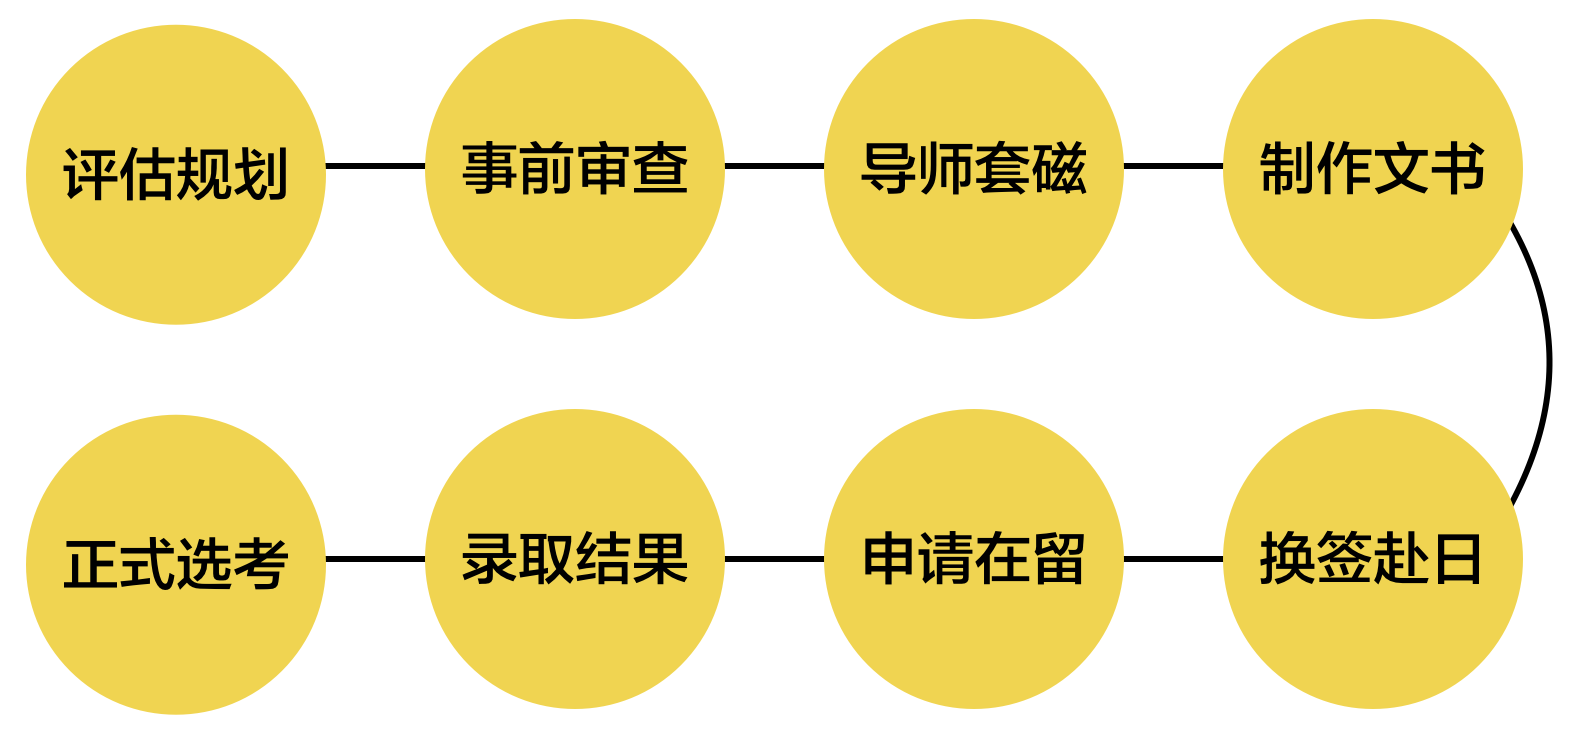 评估规划
事前审查
导师套磁
制作文书
正式选考
录取结果
申请在留
换签赴日